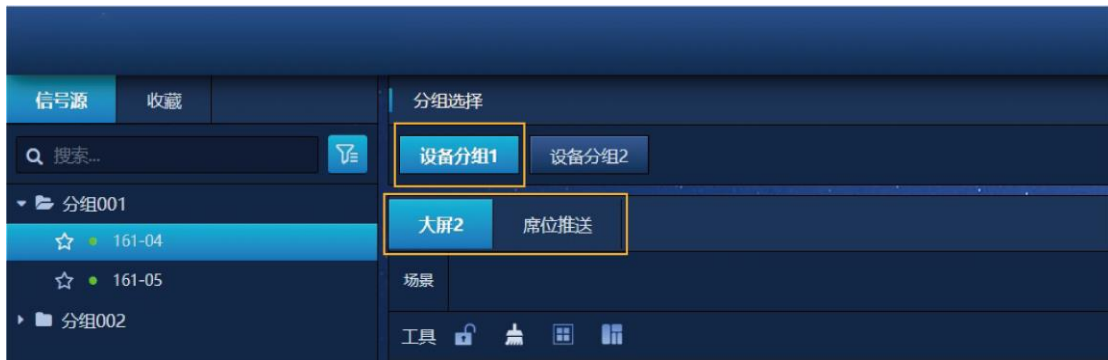 信号源 收藏
搜索...
分组001
161-04
161-05
分组002
分组选择
设备分组1 设备分组2
大屏2 席位推送
场景
工具